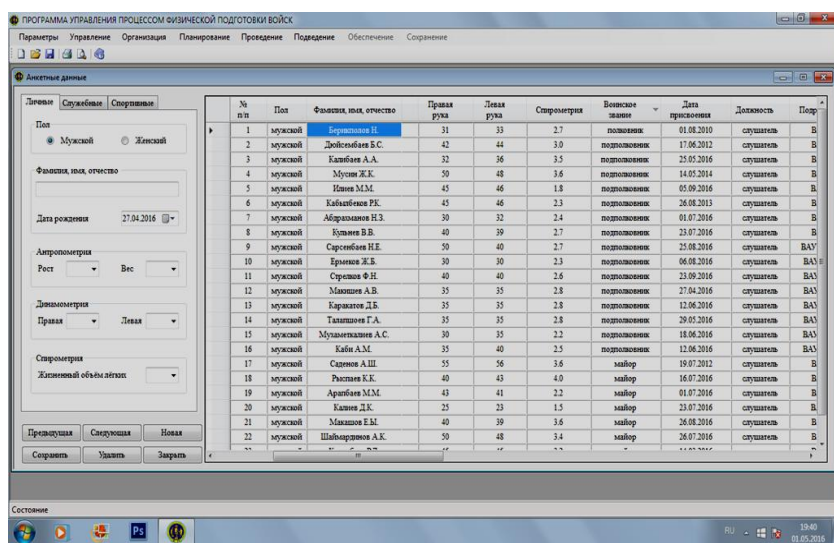 ПРОГРАММА УПРАВЛЕНИЯ ПРОЦЕССОМ ФИЗИЧЕСКОЙ ПОДГОТОВКИ ВОЙСК
Параметры Управление Организация Планирование Проведение Подведение Обеспечение Сохранение
Анкетные данные
Личные Служебные Спортивные
Пол
Мужской Женский
Фамилия, имя, отчество
Дата рождения 27.04.2016
Антропометрия
Рост Вес
Динамометрия
Правая Левая
Спирометрия
Жизненный объём лёгких
Предыдущая Следующая Новая
Сохранить Удалить Закрыть
№ п/п Пол Фамилия, имя, отчество Правая рука Левая рука Спирометрия Воинское звание Дата присвоения Должность Подр
1 мужской 31 33 2.7 полковник 01.08.2010 слушатель В
2 мужской Дюйсембаев Б.С. 42 44 3.0 подполковник 17.06.2012 слушатель В
3 мужской Калибаев А.А. 32 36 3.5 подполковник 25.05.2016 слушатель В
4 мужской Мусин Ж.К. 50 48 3.6 подполковник 14.05.2014 слушатель В
5 мужской Илиев М.М. 45 46 1.8 подполковник 05.09.2016 слушатель В
6 мужской Кабылбеков Р.К. 45 46 2.3 подполковник 26.08.2013 слушатель В
7 мужской Абдрахманов Н.З. 30 32 2.4 подполковник 01.07.2016 слушатель В
8 мужской Кульнев В.В. 40 39 2.7 подполковник 23.07.2016 слушатель В
9 мужской Сарсенбаев Н.Е. 50 40 2.7 подполковник 25.08.2016 слушатель ВАУ
10 мужской Ермеков Ж.Б. 30 30 2.3 подполковник 06.08.2016 слушатель ВАУ
11 мужской Стрелков Ф.Н. 40 40 2.6 подполковник 23.09.2016 слушатель ВАУ
12 мужской Макишев А.В. 35 35 2.8 подполковник 27.04.2016 слушатель ВАУ
13 мужской Каракатов Д.Б. 35 35 2.8 подполковник 12.06.2016 слушатель ВАУ
14 мужской Талапшоев Г.А. 35 35 2.8 подполковник 29.05.2016 слушатель ВАУ
15 мужской Мухаметкалиев А.С. 30 35 2.2 подполковник 18.06.2016 слушатель ВАУ
16 мужской Каби А.М. 35 40 2.5 подполковник 12.06.2016 слушатель ВАУ
17 мужской Саденов А.Ш. 55 56 3.6 майор 19.07.2012 слушатель В
18 мужской Рыспаев К.К. 40 43 4.0 майор 16.07.2016 слушатель В
19 мужской Арапбаев М.М. 43 41 2.2 майор 01.07.2016 слушатель В
20 мужской Калиев Д.К. 25 23 1.5 майор 23.07.2016 слушатель В
21 мужской Макашов Е.Ы. 40 39 3.6 майор 26.08.2016 слушатель В
22 мужской Шаймарданов А.К. 50 48 3.4 майор 26.07.2016 слушатель В
Состояние
Ps
RU
19:40
01.05.2016